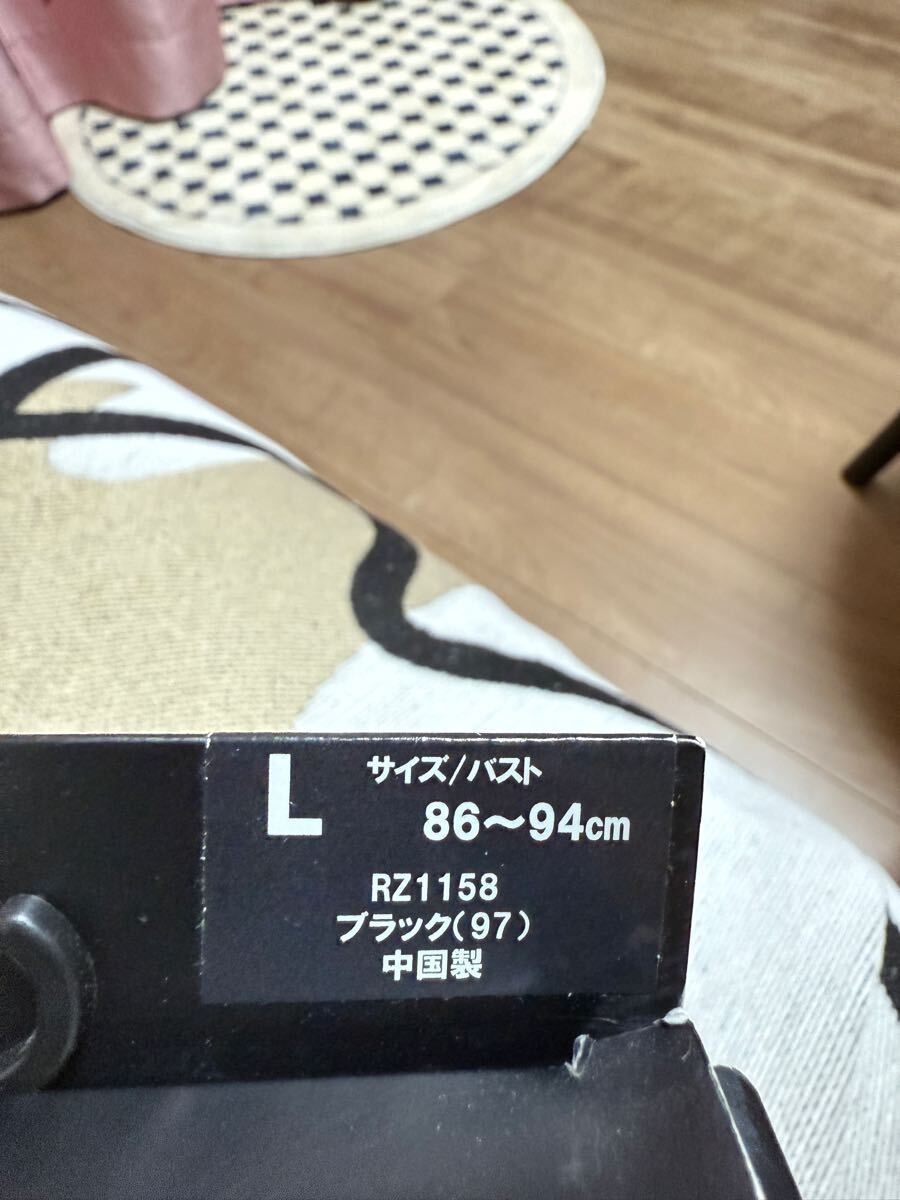 L サイズ/バスト
86〜94cm
RZ1158
ブラック(97)
中国製